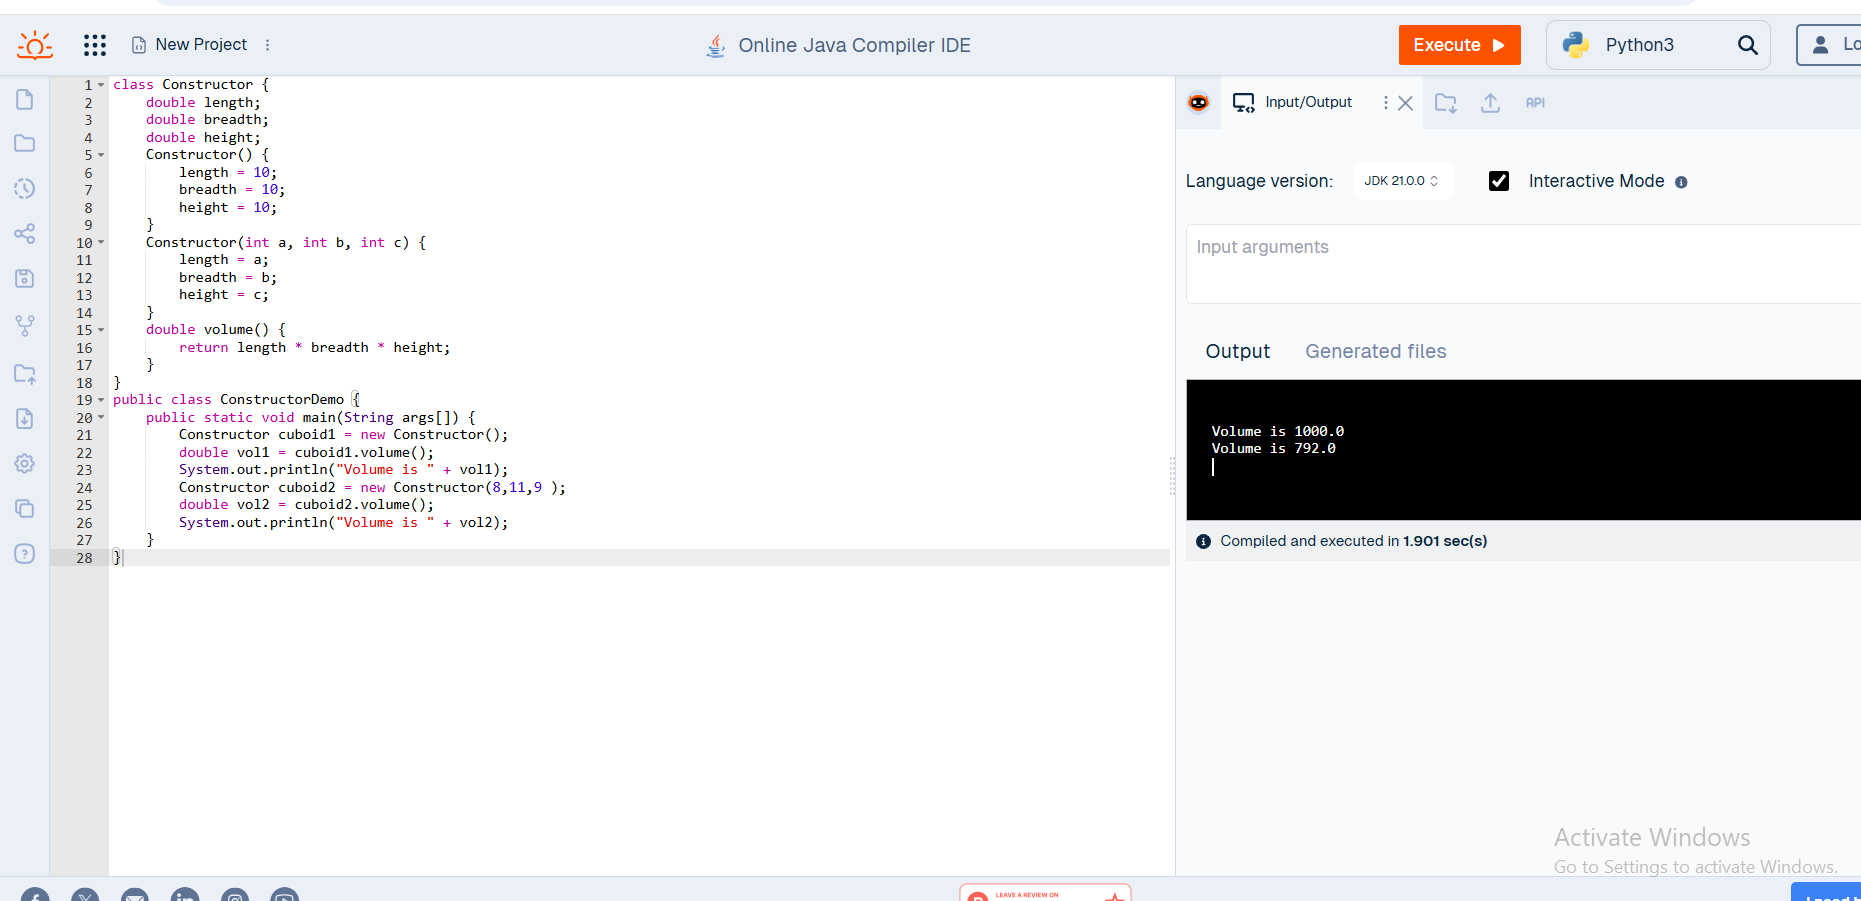 New Project
Online Java Compiler IDE
Execute
Python3
Lo
1 class Constructor {
2     double length;
3     double breadth;
4     double height;
5     Constructor() {
6         length = 10;
7         breadth = 10;
8         height = 10;
9     }
10     Constructor(int a, int b, int c) {
11         length = a;
12         breadth = b;
13         height = c;
14     }
15     double volume() {
16         return length * breadth * height;
17     }
18 }
19 public class ConstructorDemo {
20     public static void main(String args[]) {
21         Constructor cuboid1 = new Constructor();
22         double vol1 = cuboid1.volume();
23         System.out.println("Volume is " + vol1);
24         Constructor cuboid2 = new Constructor(8,11,9 );
25         double vol2 = cuboid2.volume();
26         System.out.println("Volume is " + vol2);
27     }
28 }
Input/Output
API
Language version:
JDK 21.0.0
Interactive Mode
Input arguments
Output
Generated files
Volume is 1000.0
Volume is 792.0
Compiled and executed in 1.901 sec(s)
Activate Windows
Go to Settings to activate Windows.
LEAVE A REVIEW ON